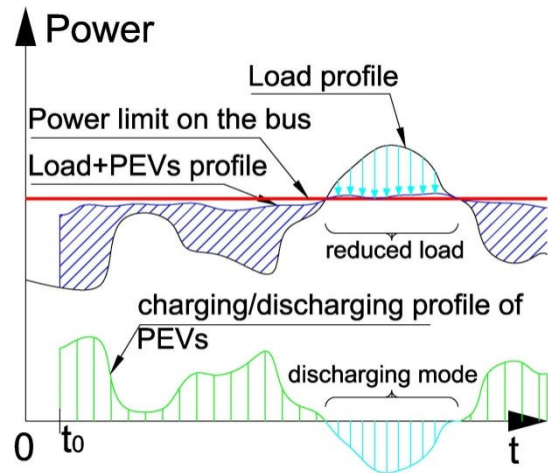 Power
Load profile
Power limit on the bus
Load+PEVs profile
reduced load
charging/discharging profile of
PEVs
discharging mode
0
t0
t